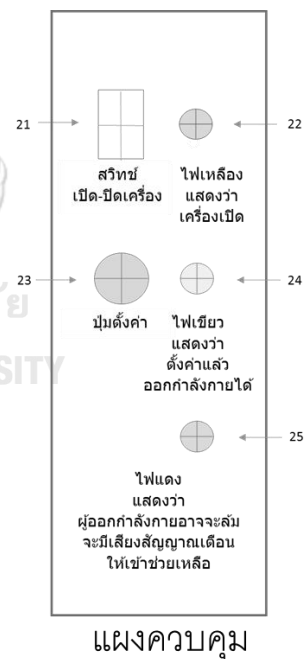 21
22
สวิทช์
เปิด-ปิดเครื่อง
ไฟเหลือง
แสดงว่า
เครื่องเปิด
23
24
ปุ่มตั้งค่า
ไฟเขียว
แสดงว่า
ตั้งค่าแล้ว
ออกกำลังกายได้
ัย
SITY
25
ไฟแดง
แสดงว่า
ผู้ออกกำลังกายอาจจะล้ม
จะมีเสียงสัญญาณเตือน
ให้เข้าช่วยเหลือ
แผงควบคุม